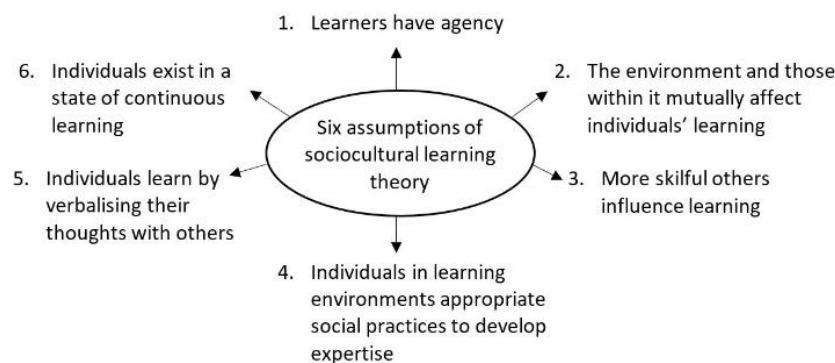 1. Learners have agency
2. The environment and those
within it mutually affect
individuals' learning
3. More skilful others
influence learning
4. Individuals in learning
environments appropriate
social practices to develop
expertise
5. Individuals learn by
verbalising their
thoughts with others
6. Individuals exist in a
state of continuous
learning
Six assumptions of
sociocultural learning
theory